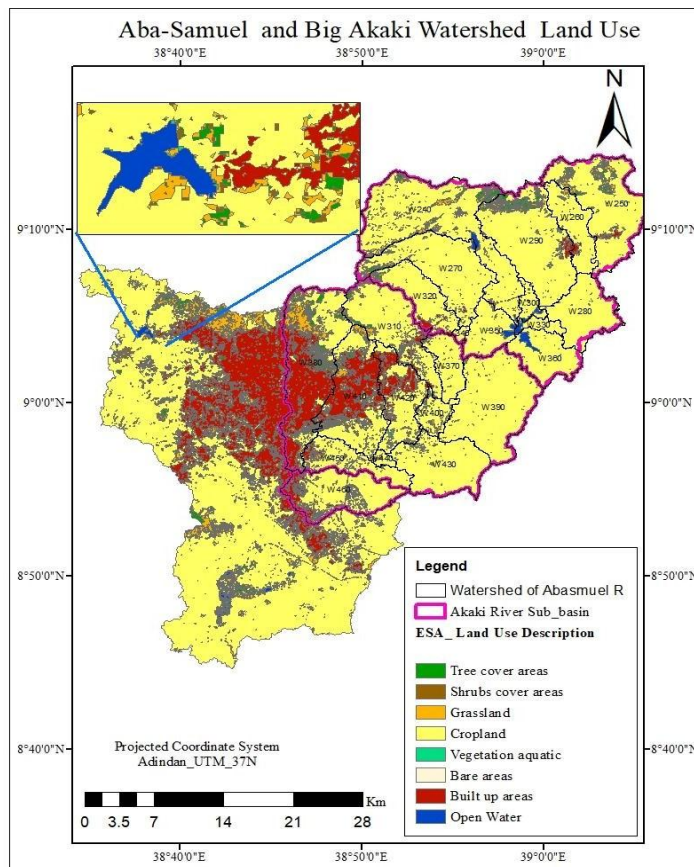 Aba-Samuel and Big Akaki Watershed Land Use
38°40'0"E 38°50'0"E 39°0'0"E
N
9°10'0"N 9°10'0"N
9°0'0"N 9°0'0"N
8°50'0"N 8°50'0"N
8°40'0"N 8°40'0"N
W240
W250
W260
W290
W270
W320
W300
W280
W310
W330
W360
W370
W390
W400
W430
W460
Legend
Watershed of Abasmuel R
Akaki River Sub_basin
ESA_ Land Use Description
Tree cover areas
Shrubs cover areas
Grassland
Cropland
Vegetation aquatic
Bare areas
Built up areas
Open Water
Projected Coordinate System
Adindan_UTM_37N
Km
0 3.5 7 14 21 28
38°40'0"E 38°50'0"E 39°0'0"E